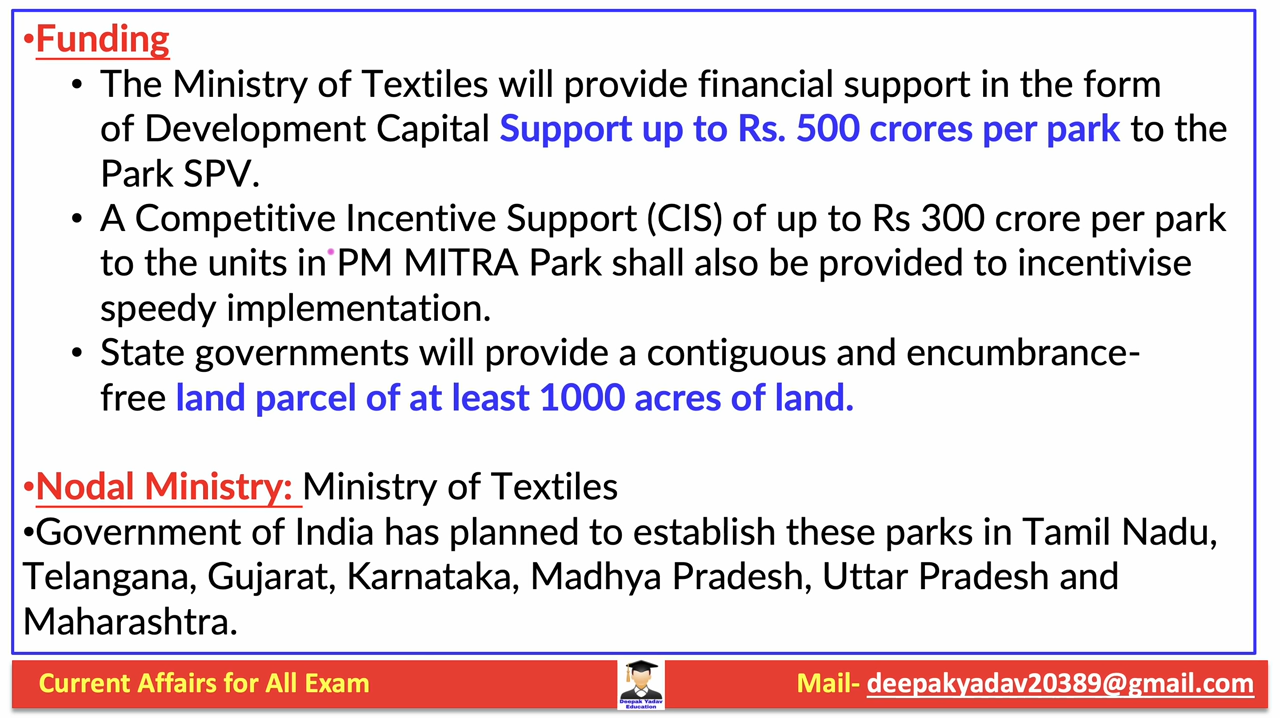 •Funding
• The Ministry of Textiles will provide financial support in the form
of Development Capital Support up to Rs. 500 crores per park to the
Park SPV.
• A Competitive Incentive Support (CIS) of up to Rs 300 crore per park
to the units in PM MITRA Park shall also be provided to incentivise
speedy implementation.
• State governments will provide a contiguous and encumbrance-
free land parcel of at least 1000 acres of land.
•Nodal Ministry: Ministry of Textiles
•Government of India has planned to establish these parks in Tamil Nadu,
Telangana, Gujarat, Karnataka, Madhya Pradesh, Uttar Pradesh and
Maharashtra.
Current Affairs for All Exam
Deepak Yadav
Education
Mail- deepakyadav20389@gmail.com